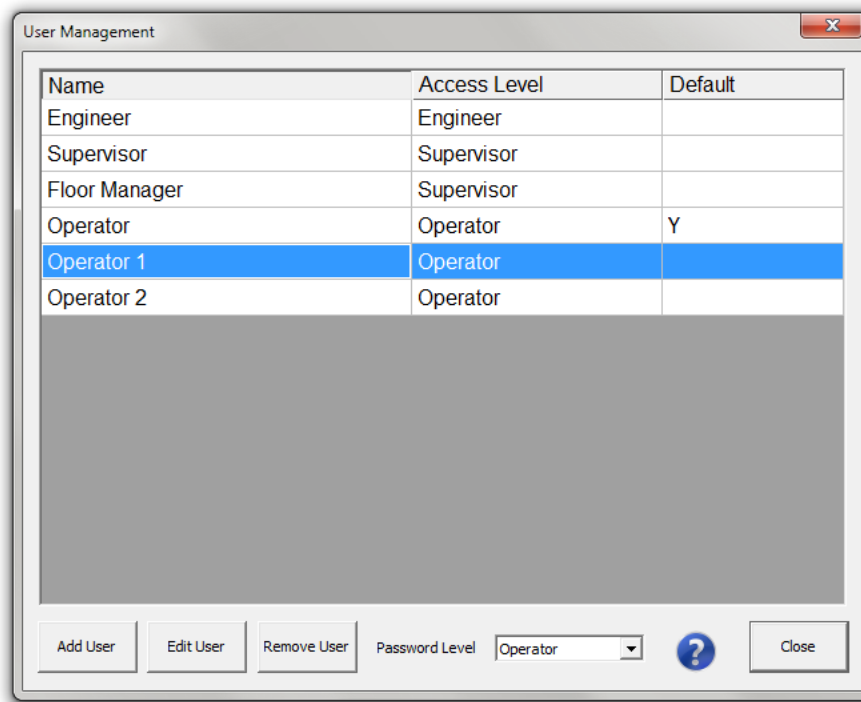 User Management
Name Access Level Default
Engineer Engineer
Supervisor Supervisor
Floor Manager Supervisor
Operator Operator Y
Operator 1 Operator
Operator 2 Operator
Add User Edit User Remove User Password Level Operator ? Close